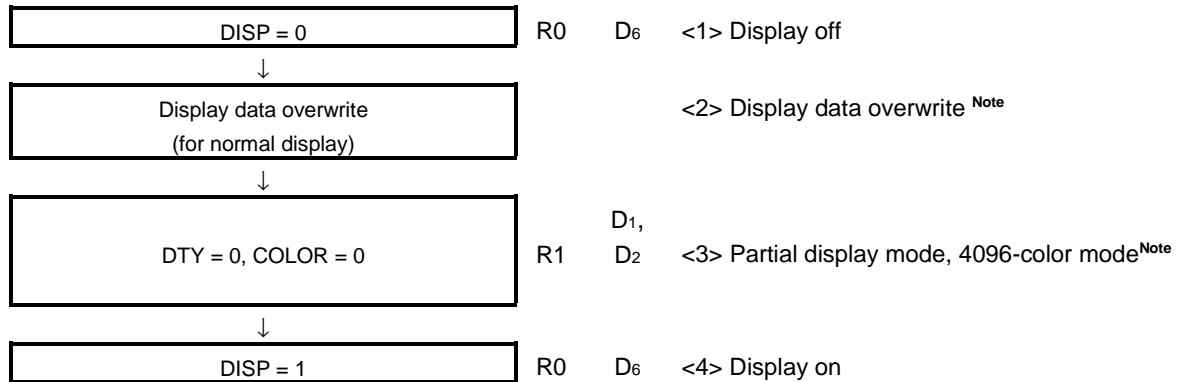 DISP = 0 R0 D6 <1> Display off
↓
Display data overwrite <2> Display data overwrite Note
(for normal display)
↓
D1,
DTY = 0, COLOR = 0 R1 D2 <3> Partial display mode, 4096-color modeNote
↓
DISP = 1 R0 D6 <4> Display on